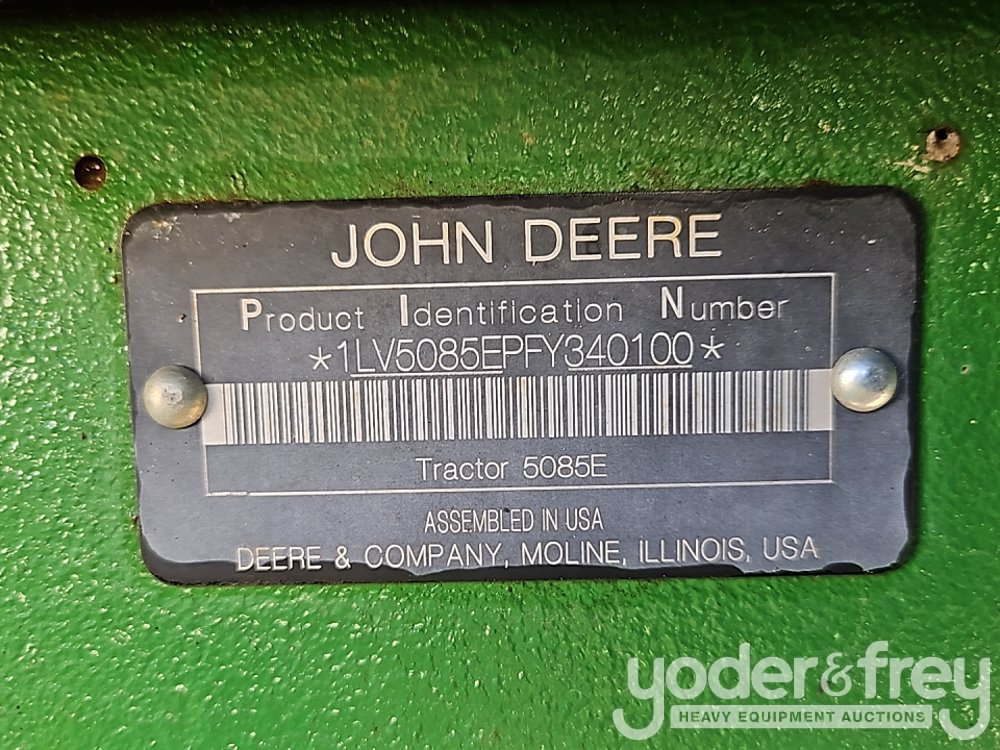 JOHN DEERE
Product Identification Number
*1LV5085EPFY340100*
Tractor 5085E
ASSEMBLED IN USA
DEERE & COMPANY, MOLINE, ILLINOIS, USA
yoder&frey
HEAVY EQUIPMENT AUCTIONS